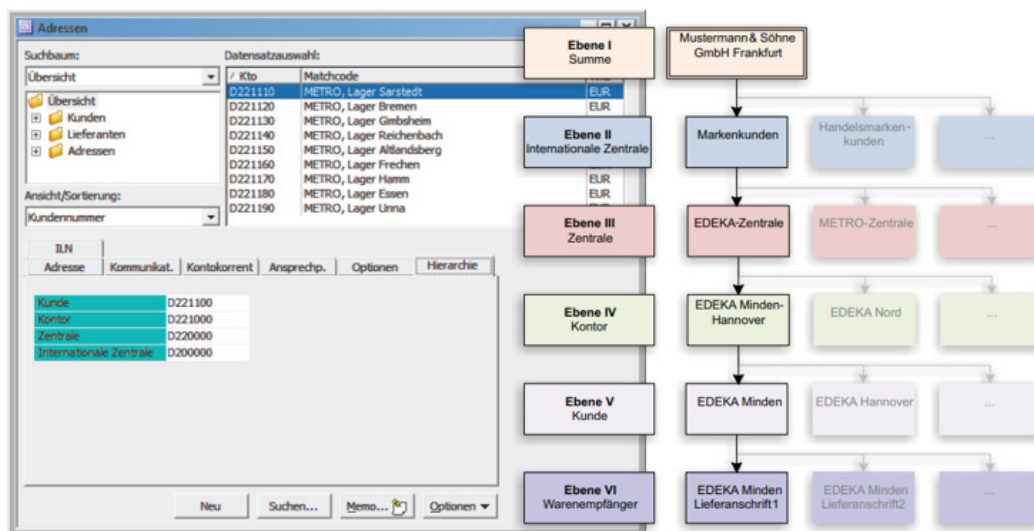 Adressen
Suchbaum:
Übersicht
Übersicht
Kunden
Lieferanten
Adressen
Ansicht/Sortierung:
Kundennummer
Datensatzauswahl:
/ Kto Matchcode
D221110 METRO, Lager Sarstedt EUR
D221120 METRO, Lager Bremen EUR
D221130 METRO, Lager Gimbsheim
D221140 METRO, Lager Reichenbach
D221150 METRO, Lager Altlandsberg
D221160 METRO, Lager Frechen
D221170 METRO, Lager Hamm EUR
D221180 METRO, Lager Essen EUR
D221190 METRO, Lager Unna
ILN
Adresse Kommunikat. Kontokorrent Ansprechp. Optionen Hierarchie
Kunde D221100
Kontor D221000
Zentrale D220000
Internationale Zentrale D200000
Neu Suchen... Memo... Optionen
Ebene I
Summe
Mustermann & Söhne
GmbH Frankfurt
Ebene II
Internationale Zentrale
Markenkunden
Handelsmarken-
kunden
...
Ebene III
Zentrale
EDEKA-Zentrale
METRO-Zentrale
...
Ebene IV
Kontor
EDEKA Minden-
Hannover
EDEKA Nord
...
Ebene V
Kunde
EDEKA Minden
EDEKA Hannover
...
Ebene VI
Warenempfänger
EDEKA Minden
Lieferanschrift1
EDEKA Minden
Lieferanschrift2
...